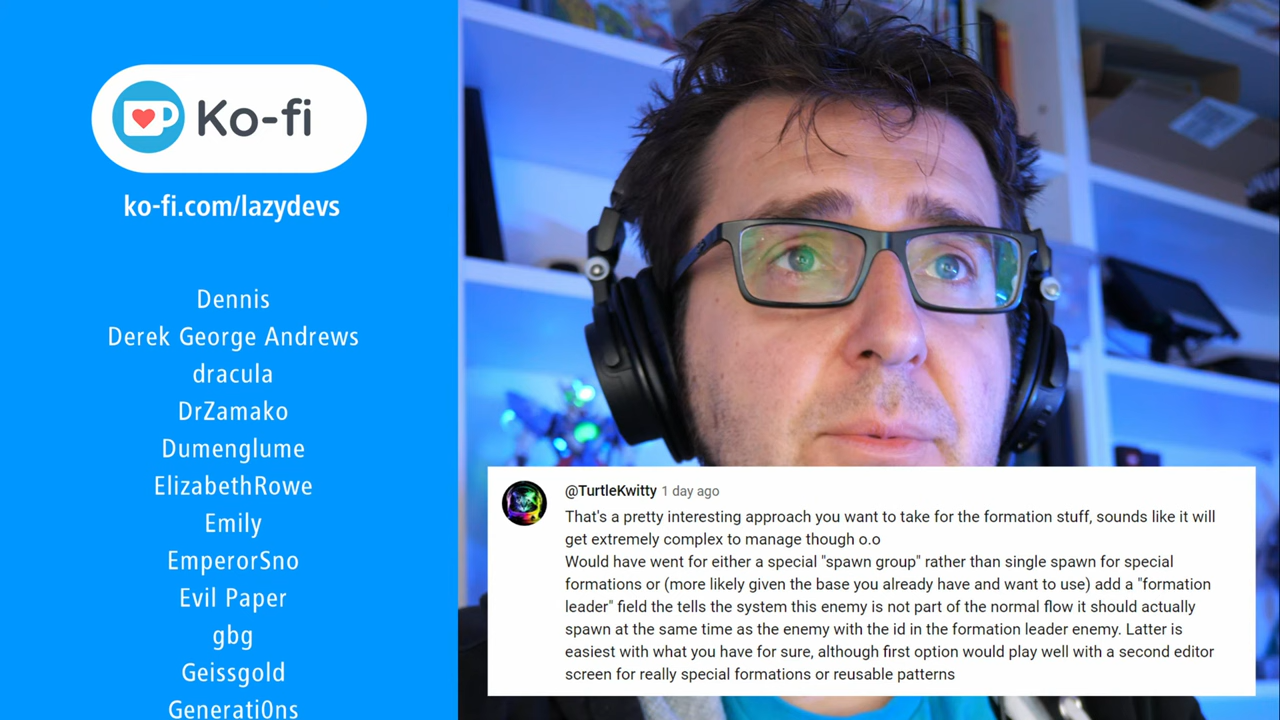 Ko-fi
ko-fi.com/lazydevs
Dennis
Derek George Andrews
dracula
DrZamako
Dumenglume
ElizabethRowe
Emily
EmperorSno
Evil Paper
gbg
Geissgold
Generati0ns
@TurtleKwitty 1 day ago
That's a pretty interesting approach you want to take for the formation stuff, sounds like it will
get extremely complex to manage though o.o
Would have went for either a special "spawn group" rather than single spawn for special
formations or (more likely given the base you already have and want to use) add a "formation
leader" field the tells the system this enemy is not part of the normal flow it should actually
spawn at the same time as the enemy with the id in the formation leader enemy. Latter is
easiest with what you have for sure, although first option would play well with a second editor
screen for really special formations or reusable patterns